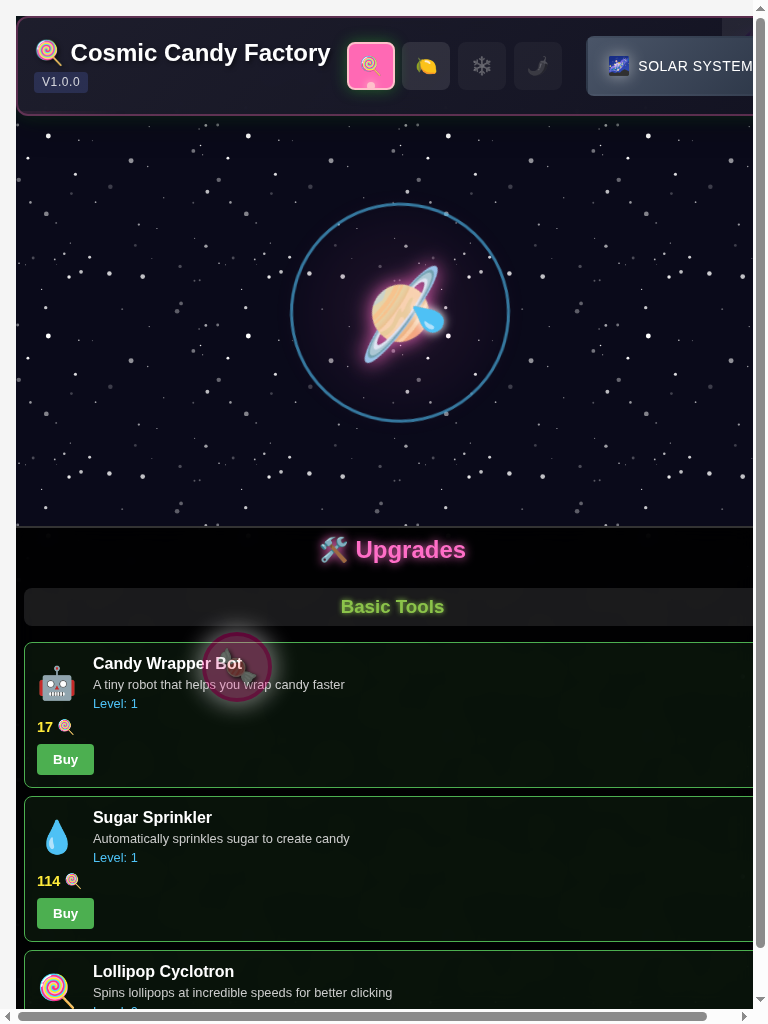 Cosmic Candy Factory
V1.0.0
SOLAR SYSTEM
Upgrades
Basic Tools
Candy Wrapper Bot
A tiny robot that helps you wrap candy faster
Level: 1
17
Buy
Sugar Sprinkler
Automatically sprinkles sugar to create candy
Level: 1
114
Buy
Lollipop Cyclotron
Spins lollipops at incredible speeds for better clicking